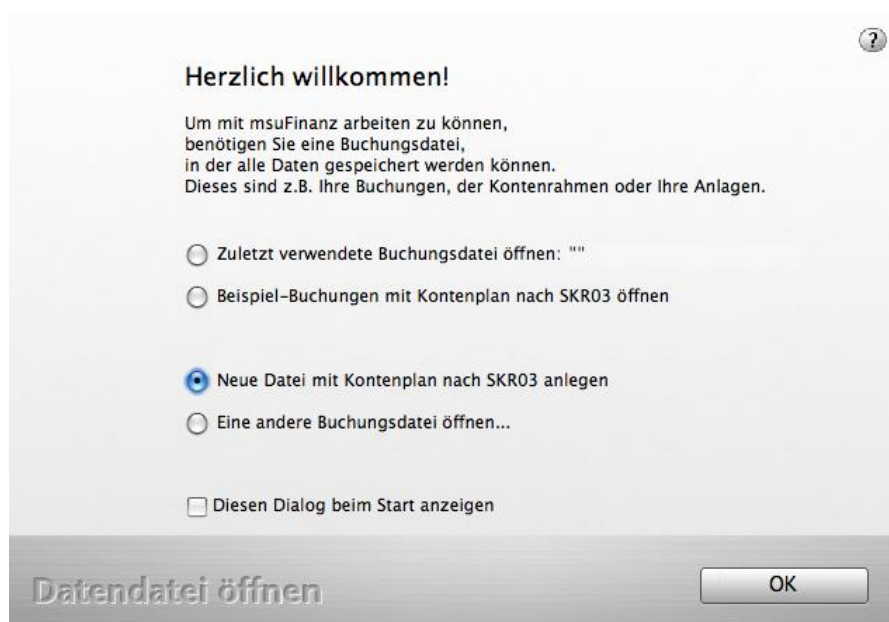 ?
Herzlich willkommen!
Um mit msuFinanz arbeiten zu können,
benötigen Sie eine Buchungsdatei,
in der alle Daten gespeichert werden können.
Dieses sind z.B. Ihre Buchungen, der Kontenrahmen oder Ihre Anlagen.
Zuletzt verwendete Buchungsdatei öffnen: ""
Beispiel-Buchungen mit Kontenplan nach SKR03 öffnen
Neue Datei mit Kontenplan nach SKR03 anlegen
Eine andere Buchungsdatei öffnen...
Diesen Dialog beim Start anzeigen
Datendatei öffnen
OK